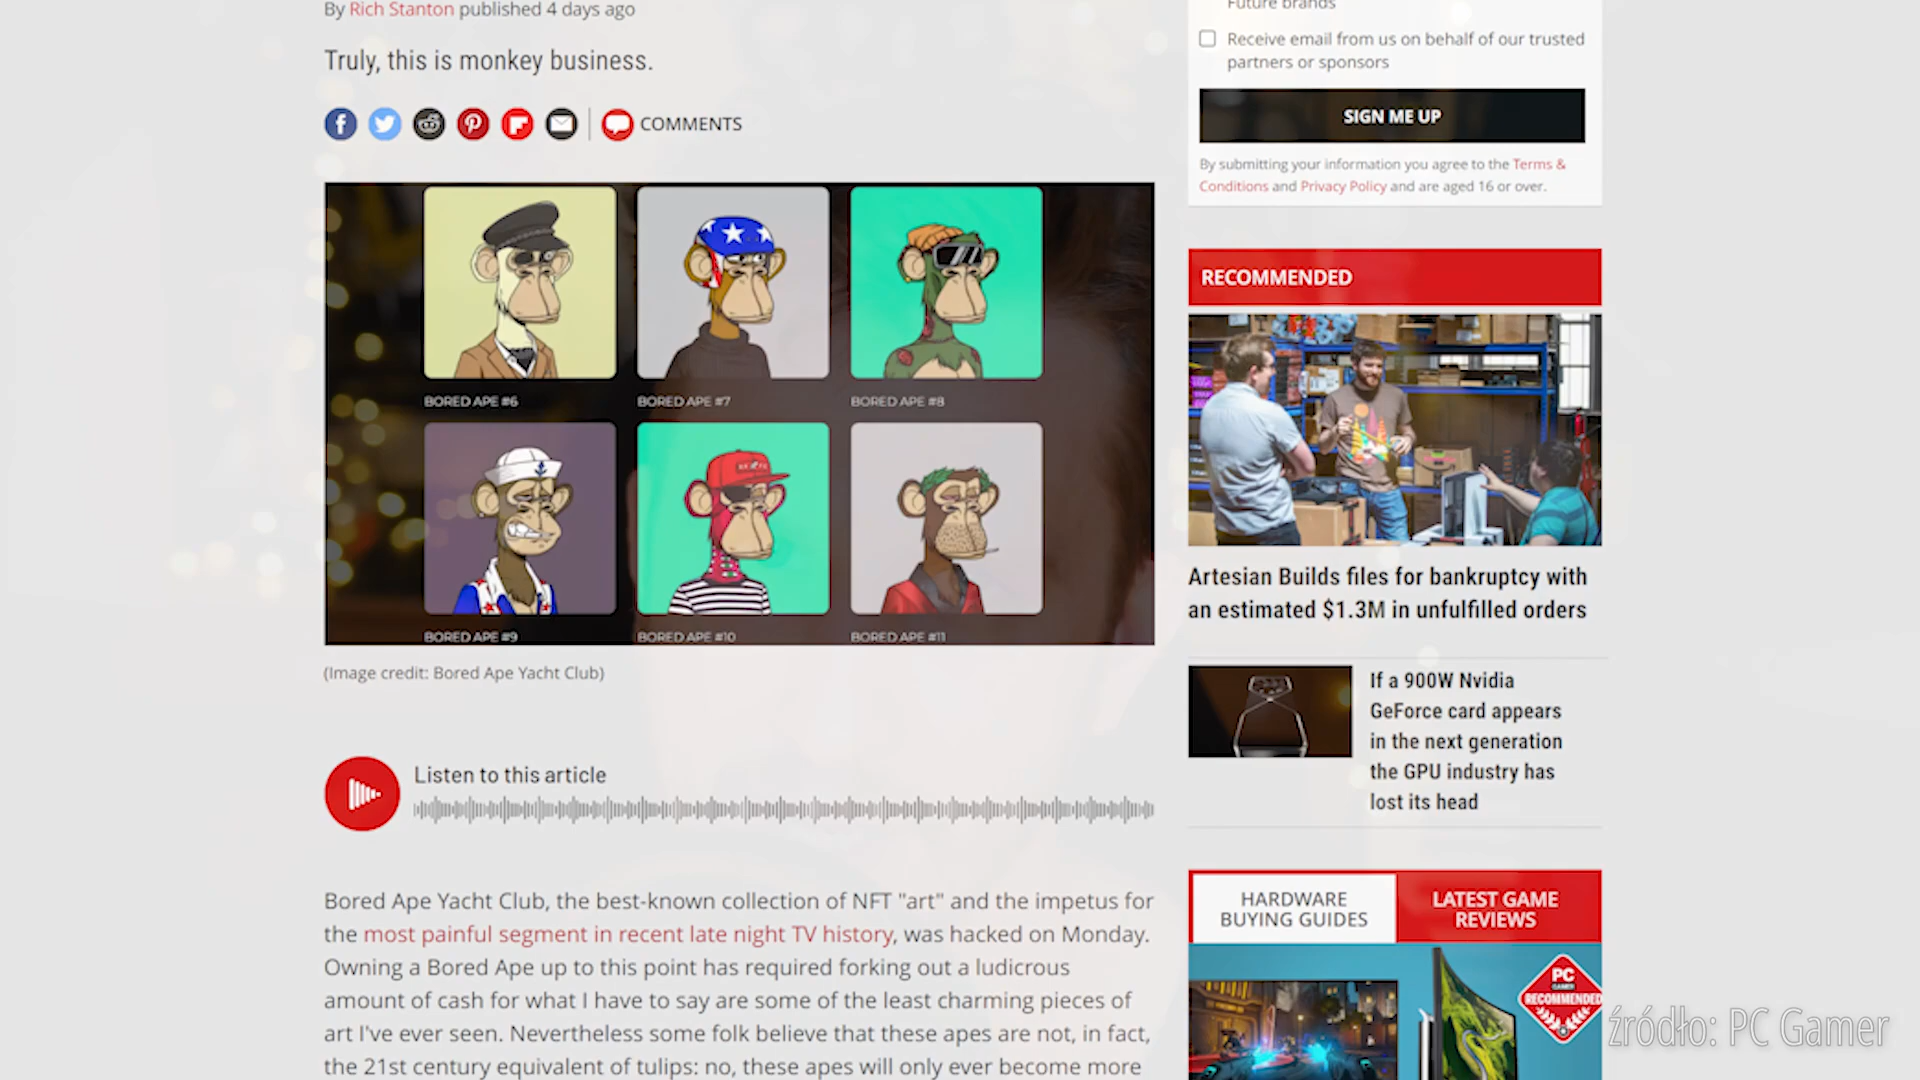 By Rich Stanton published 4 days ago
Truly, this is monkey business.
COMMENTS
BORED APE #6
BORED APE #7
BORED APE #8
BORED APE #9
BORED APE #10
BORED APE #11
(Image credit: Bored Ape Yacht Club)
Listen to this article
Bored Ape Yacht Club, the best-known collection of NFT "art" and the impetus for
the most painful segment in recent late night TV history, was hacked on Monday.
Owning a Bored Ape up to this point has required forking out a ludicrous
amount of cash for what I have to say are some of the least charming pieces of
art I've ever seen. Nevertheless some folk believe that these apes are not, in fact,
the 21st century equivalent of tulips: no, these apes will only ever become more
Future brands
Receive email from us on behalf of our trusted
partners or sponsors
SIGN ME UP
By submitting your information you agree to the Terms &
Conditions and Privacy Policy and are aged 16 or over.
RECOMMENDED
Artesian Builds files for bankruptcy with
an estimated $1.3M in unfulfilled orders
If a 900W Nvidia
GeForce card appears
in the next generation
the GPU industry has
lost its head
HARDWARE
BUYING GUIDES
LATEST GAME
REVIEWS
PC
GAMER
RECOMMENDED
źródło: PC Gamer